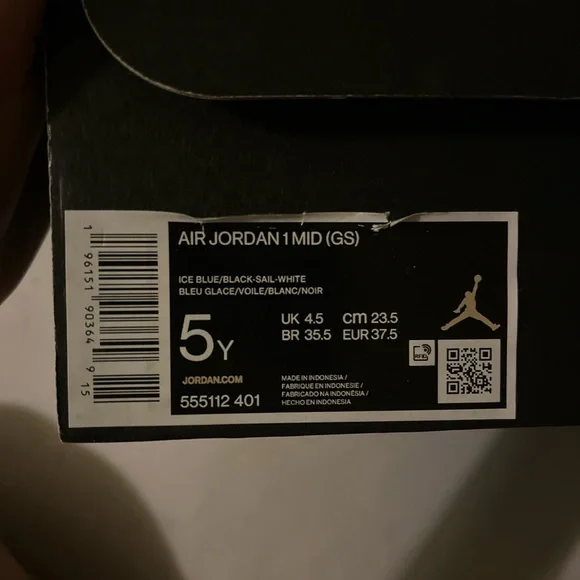 AIR JORDAN 1 MID (GS)
ICE BLUE/BLACK-SAIL-WHITE
BLEU GLACE/VOILE/BLANC/NOIR
5Y
UK 4.5 cm 23.5
BR 35.5 EUR 37.5
RFID
JORDAN.COM
555112 401
MADE IN INDONESIA /
FABRIQUE EN INDONESIE /
FABRICADO NA INDONÉSIA /
HECHO EN INDONESIA
1 96151 90364 9 15